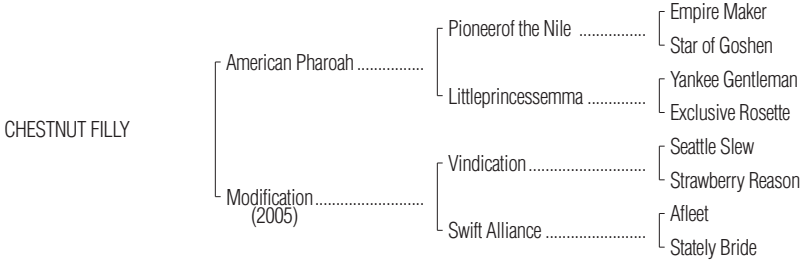 Empire Maker
Pioneerof the Nile ................
Star of Goshen
American Pharoah ................
Yankee Gentleman
Littleprincessemma ..............
Exclusive Rosette
CHESTNUT FILLY
Seattle Slew
Vindication............................
Strawberry Reason
Modification..........................
(2005)
Afleet
Swift Alliance ........................
Stately Bride